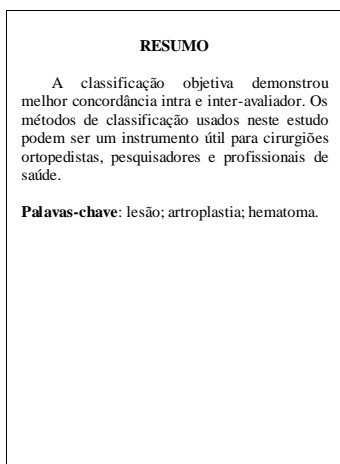 RESUMO
A classificação objetiva demonstrou
melhor concordância intra e inter-avaliador. Os
métodos de classificação usados neste estudo
podem ser um instrumento útil para cirurgiões
ortopedistas, pesquisadores e profissionais de
saúde.
Palavas-chave: lesão; artroplastia; hematoma.